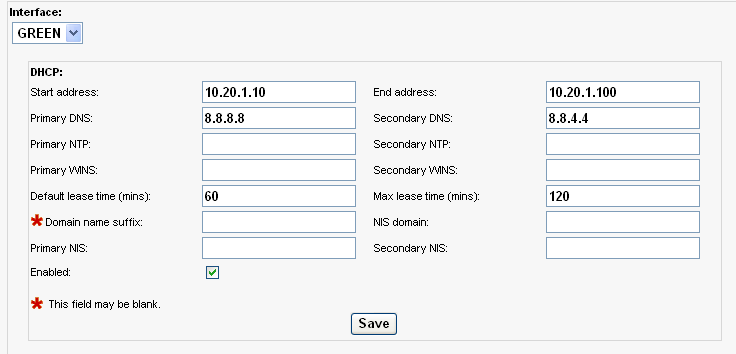 Interface:
GREEN
DHCP:
Start address: 10.20.1.10 End address: 10.20.1.100
Primary DNS: 8.8.8.8 Secondary DNS: 8.8.4.4
Primary NTP: Secondary NTP:
Primary WINS: Secondary WINS:
Default lease time (mins): 60 Max lease time (mins): 120
* Domain name suffix: NIS domain:
Primary NIS: Secondary NIS:
Enabled:
* This field may be blank.
Save